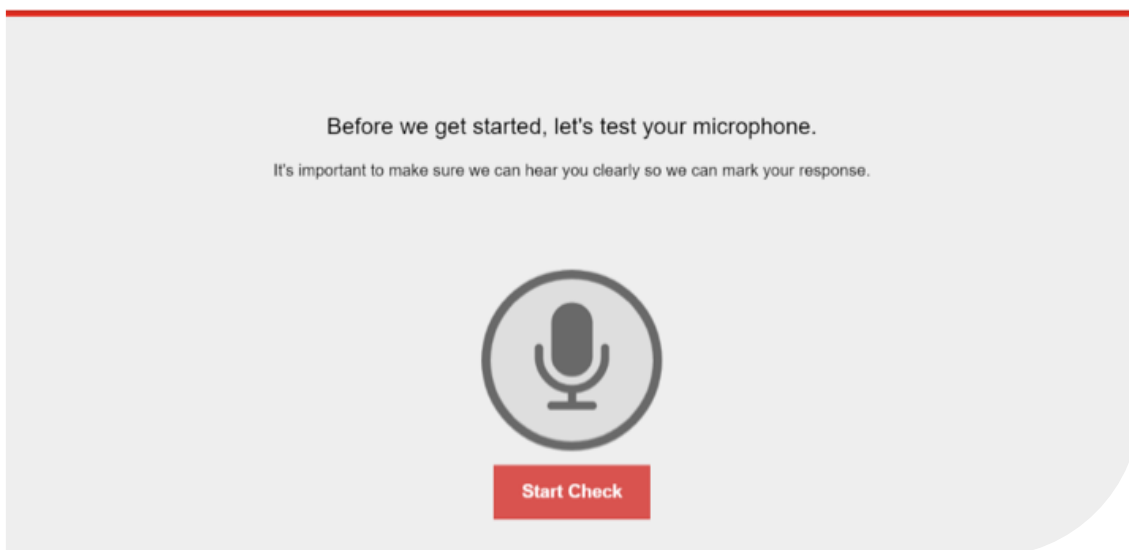 Before we get started, let's test your microphone.
It's important to make sure we can hear you clearly so we can mark your response.
Start Check